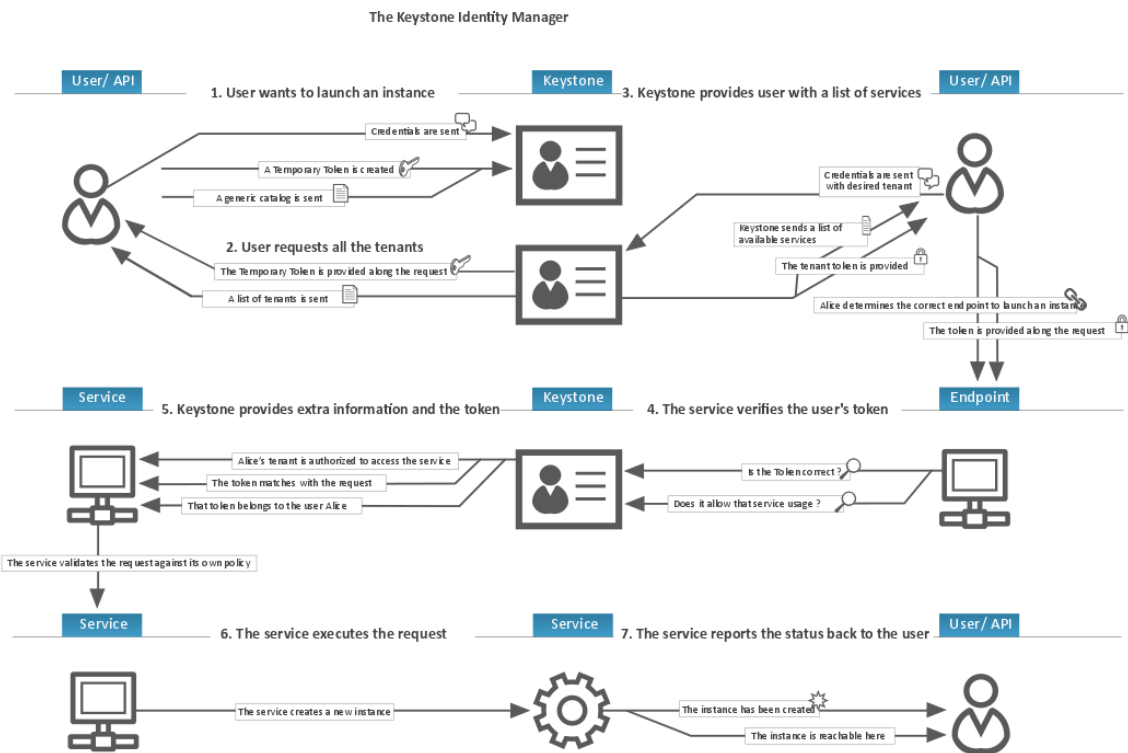 The Keystone Identity Manager
User/ API
1. User wants to launch an instance
Keystone
3. Keystone provides user with a list of services
User/ API
Credentials are sent
A Temporary Token is created
A generic catalog is sent
Credentials are sent
with desired tenant
Keystone sends a list of
available services
The tenant token is provided
2. User requests all the tenants
The Temporary Token is provided along the request
A list of tenants is sent
Alice determines the correct endpoint to launch an instance
The token is provided along the request
Service
5. Keystone provides extra information and the token
Keystone
4. The service verifies the user's token
Endpoint
Alice's tenant is authorized to access the service
The token matches with the request
That token belongs to the user Alice
Is the Token correct ?
Does it allow that service usage ?
The service validates the request against its own policy
Service
6. The service executes the request
Service
7. The service reports the status back to the user
User/ API
The service creates a new instance
The instance has been created
The instance is reachable here